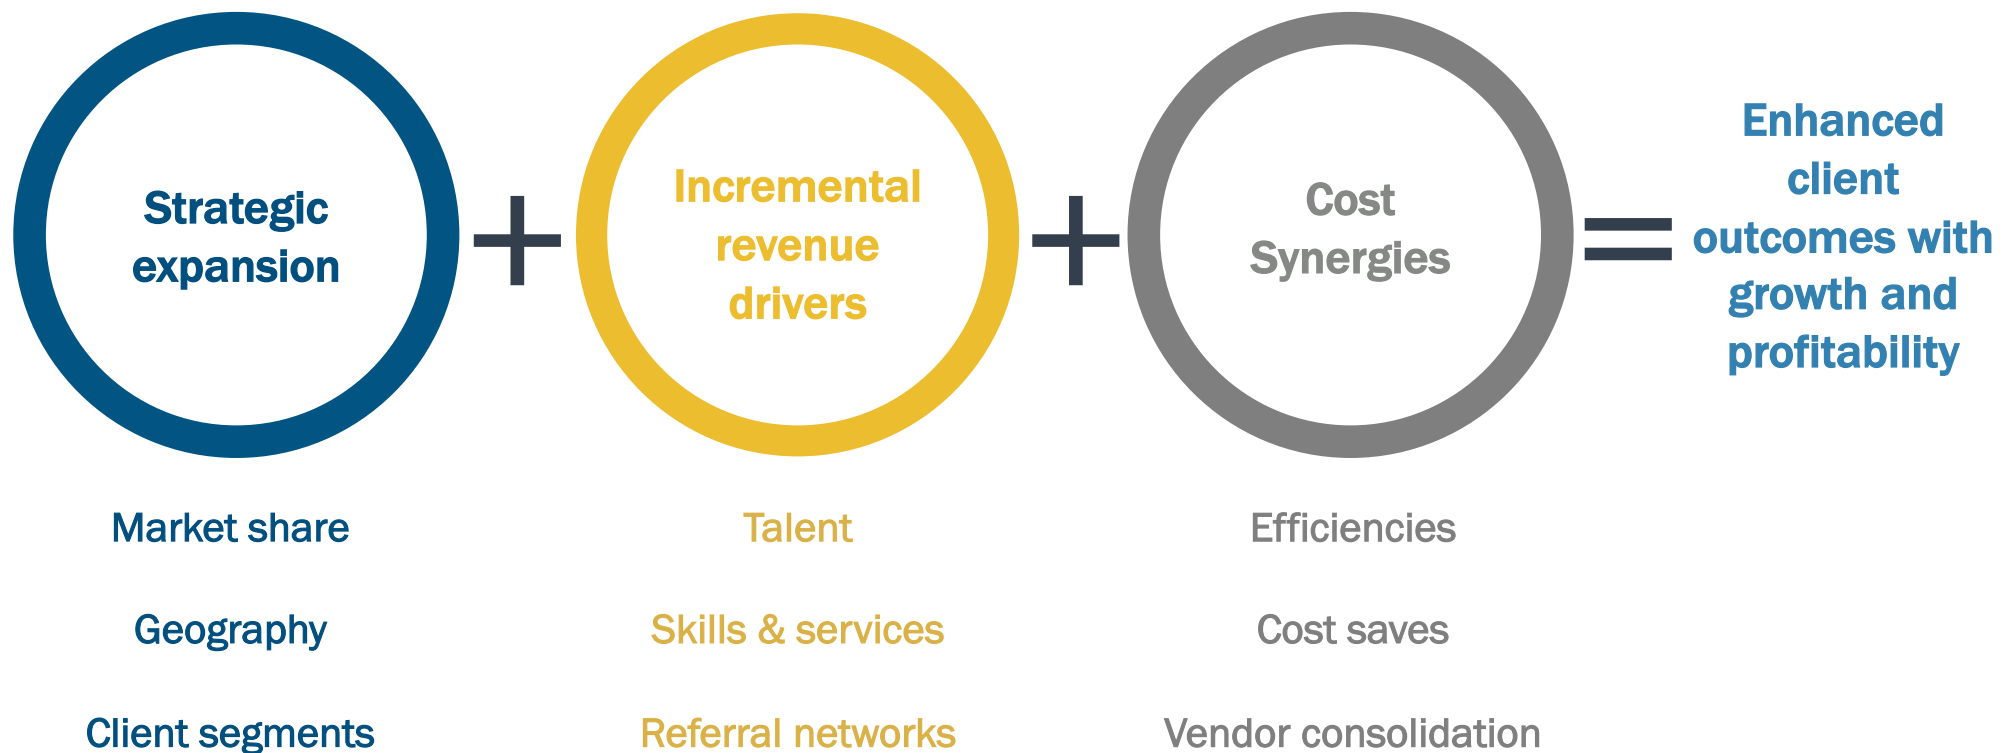 Strategic
expansion
+
Incremental
revenue
drivers
+
Cost
Synergies
=
Enhanced
client
outcomes with
growth and
profitability
Market share
Talent
Efficiencies
Geography
Skills & services
Cost saves
Client segments
Referral networks
Vendor consolidation